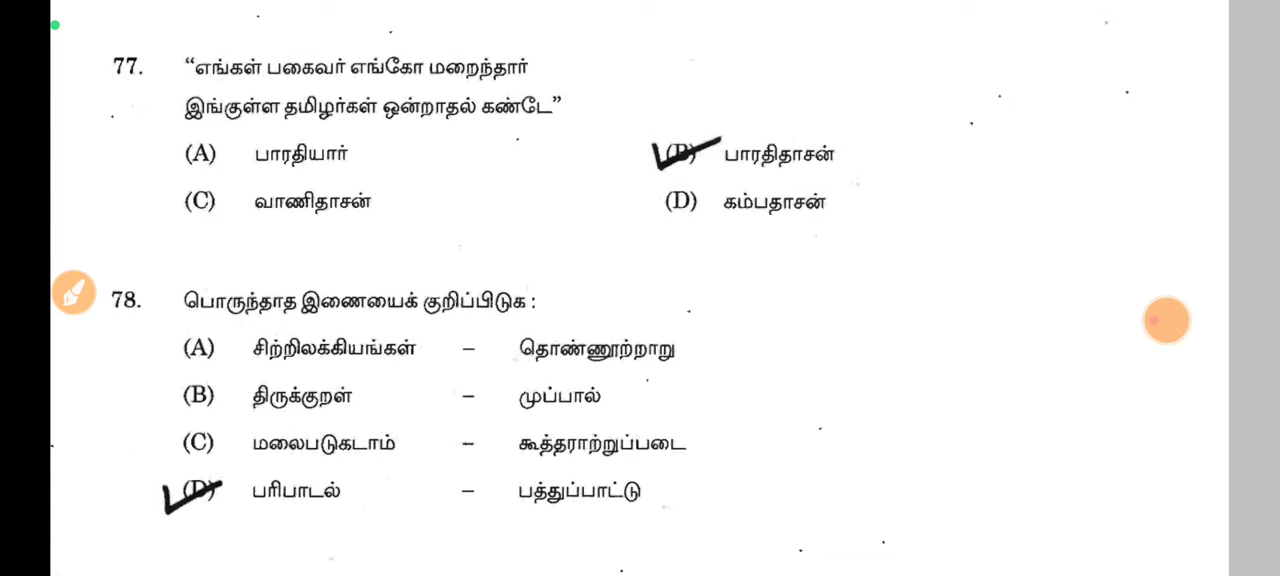 77. “எங்கள் பகைவர் எங்கோ மறைந்தார்
இங்குள்ள தமிழர்கள் ஒன்றாதல் கண்டே”
(A) பாரதியார் (B) பாரதிதாசன்
(C) வாணிதாசன் (D) கம்பதாசன்
78. பொருந்தாத இணையைக் குறிப்பிடுக :
(A) சிற்றிலக்கியங்கள் – தொண்ணூற்றாறு
(B) திருக்குறள் – முப்பால்
(C) மலைபடுகடாம் – கூத்தராற்றுப்படை
(D) பரிபாடல் – பத்துப்பாட்டு